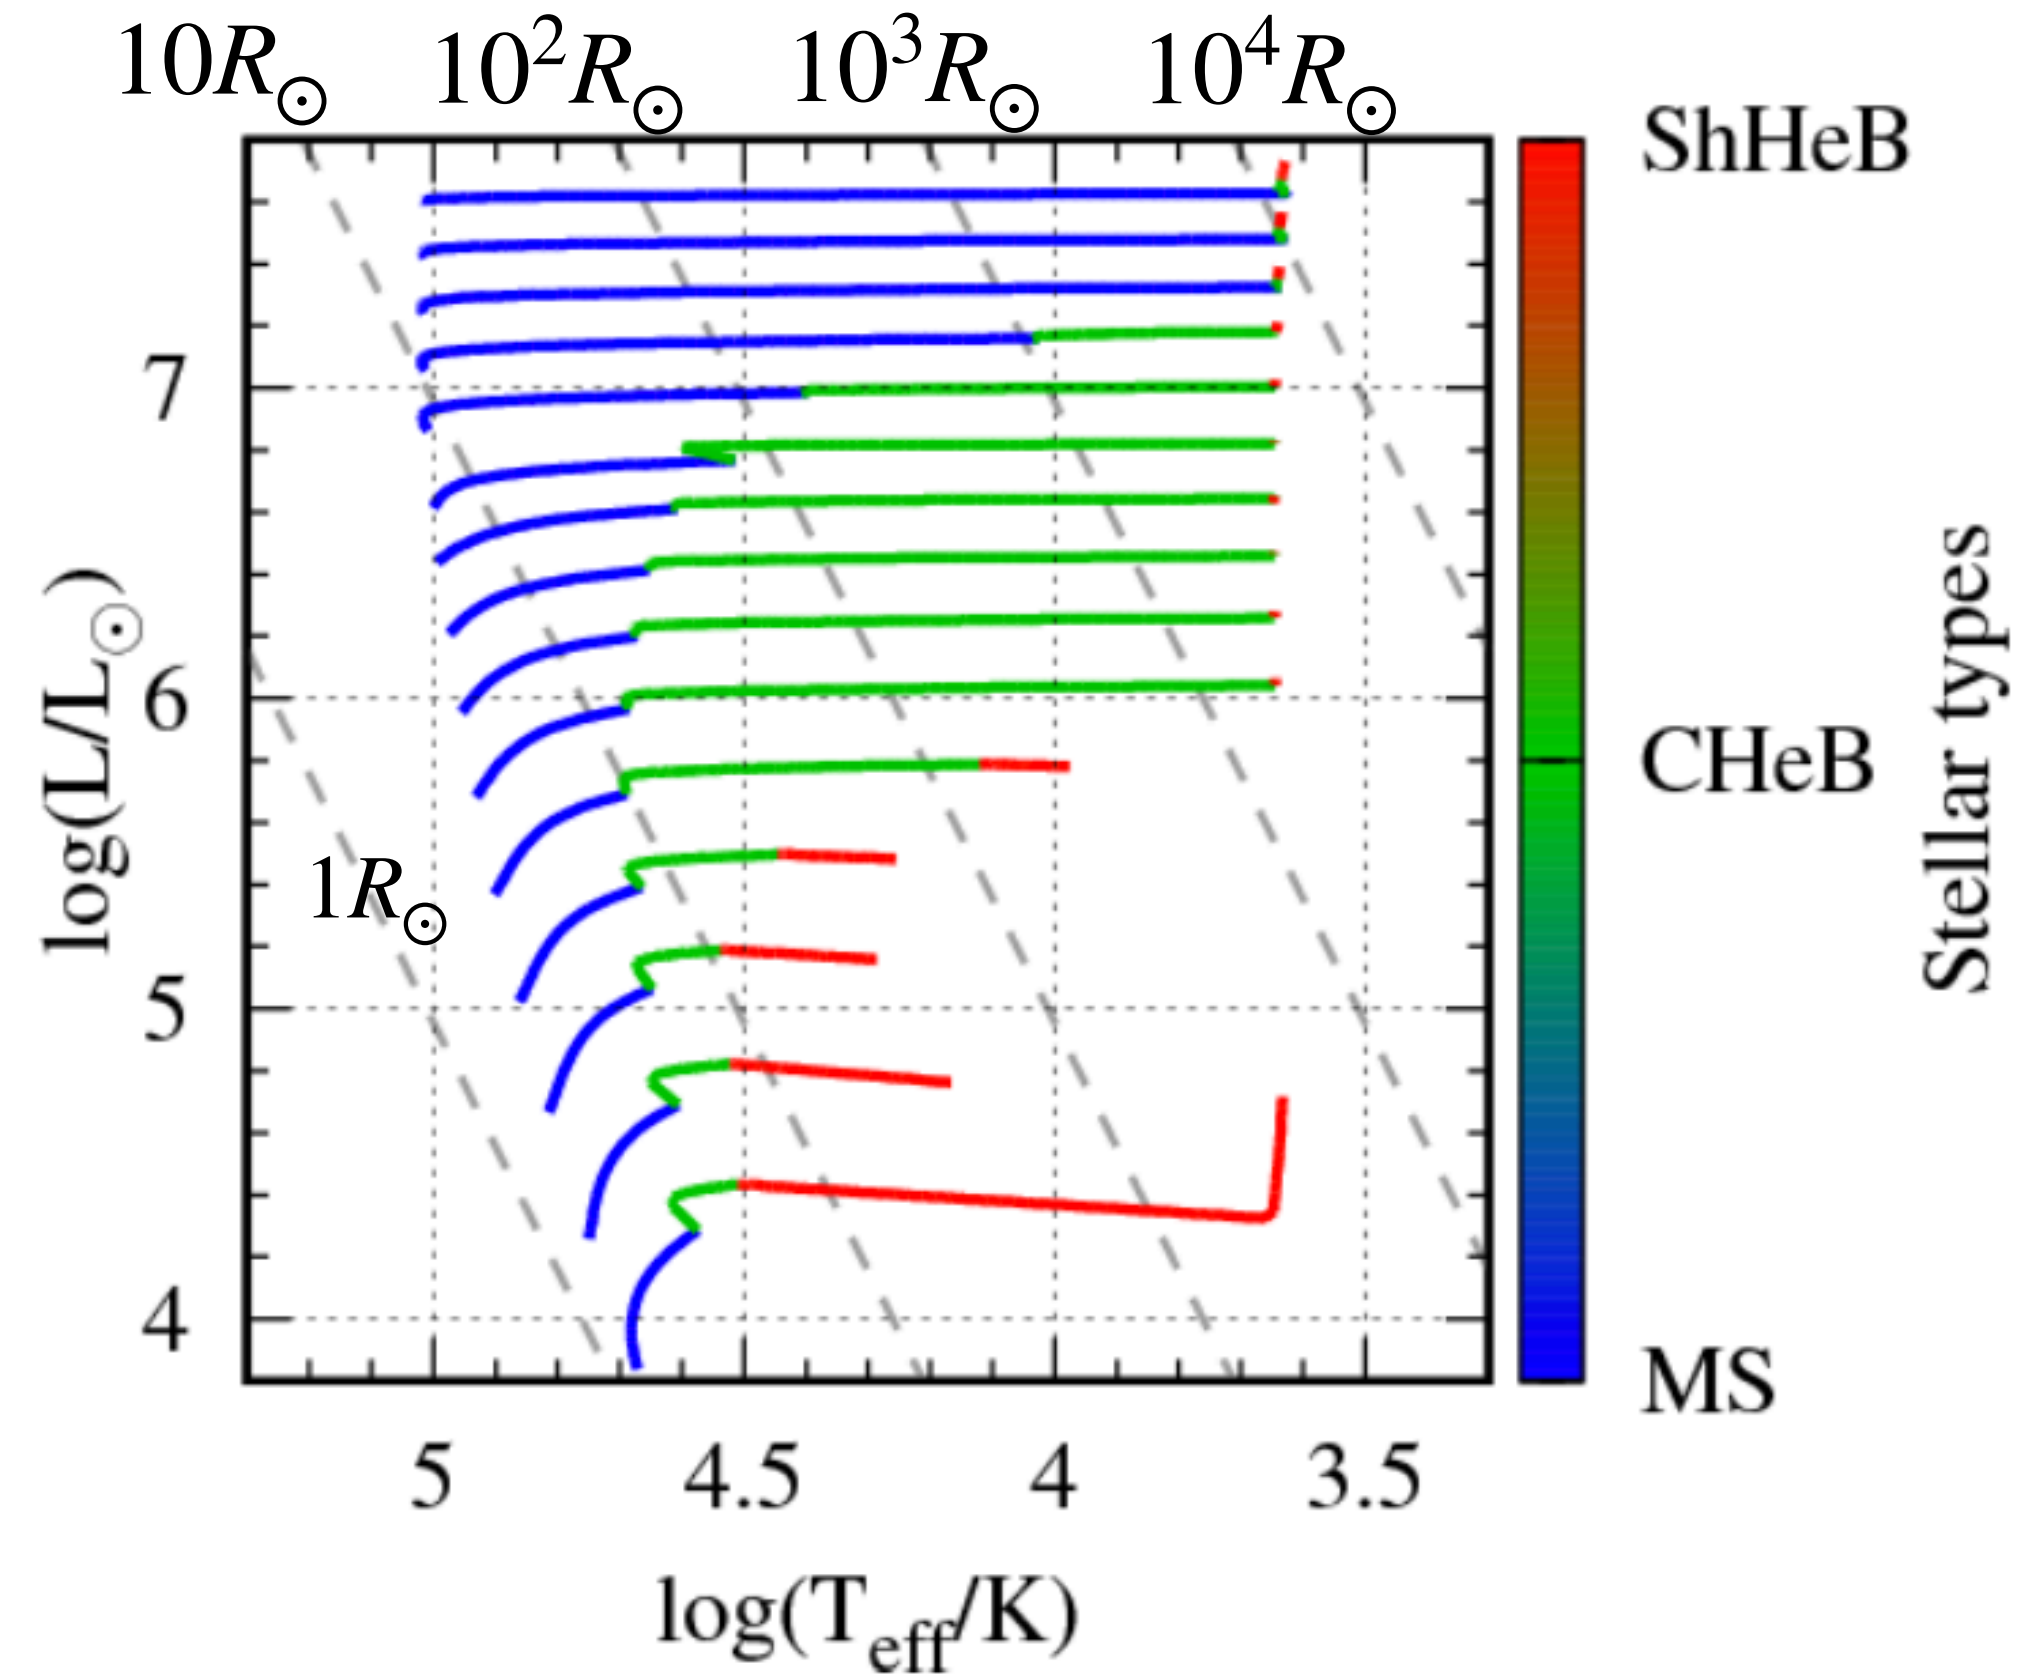 10R☉ 10²R☉ 10³R☉ 10⁴R☉
ShHeB
7
log(L/L☉)
6
CHeB
Stellar types
1R☉
5
4
MS
5 4.5 4 3.5
log(T_eff/K)